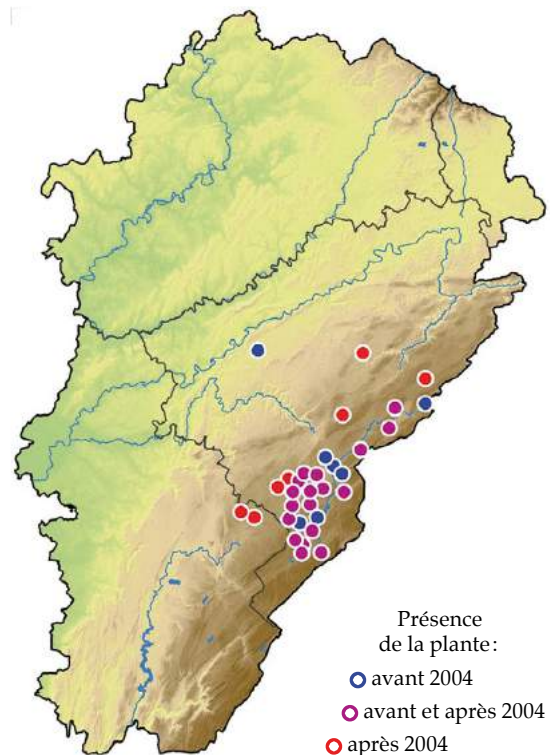 Présence
de la plante:
avant 2004
avant et après 2004
après 2004